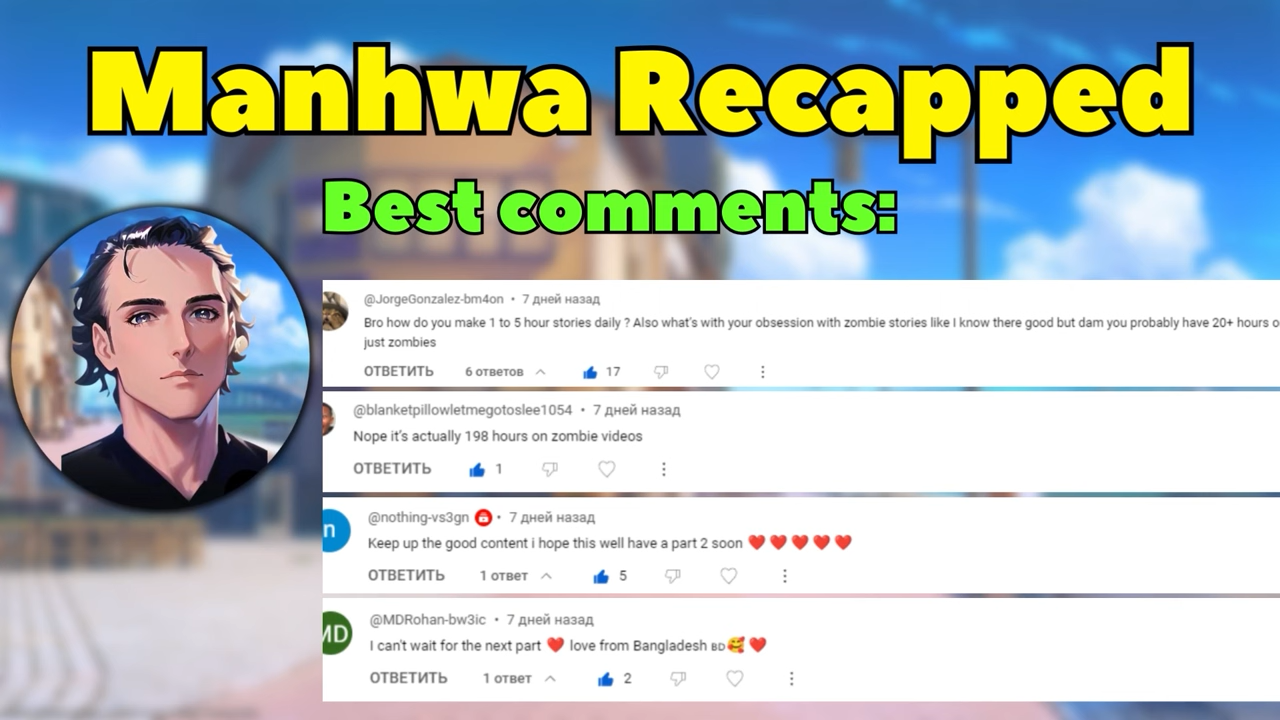 Manhwa Recapped
Best comments:
@JorgeGonzalez-bm4on • 7 дней назад
Bro how do you make 1 to 5 hour stories daily ? Also what's with your obsession with zombie stories like I know there good but dam you probably have 20+ hours o
just zombies
ОТВЕТИТЬ 6 ответов 17
@blanketpillowletmegotoslee1054 • 7 дней назад
Nope it's actually 198 hours on zombie videos
ОТВЕТИТЬ 1
n
@nothing-vs3gn • 7 дней назад
Keep up the good content i hope this well have a part 2 soon ❤️❤️❤️❤️❤️
ОТВЕТИТЬ 1 ответ 5
MD
@MDRohan-bw3ic • 7 дней назад
I can't wait for the next part ❤️ love from Bangladesh BD🥰❤️
ОТВЕТИТЬ 1 ответ 2